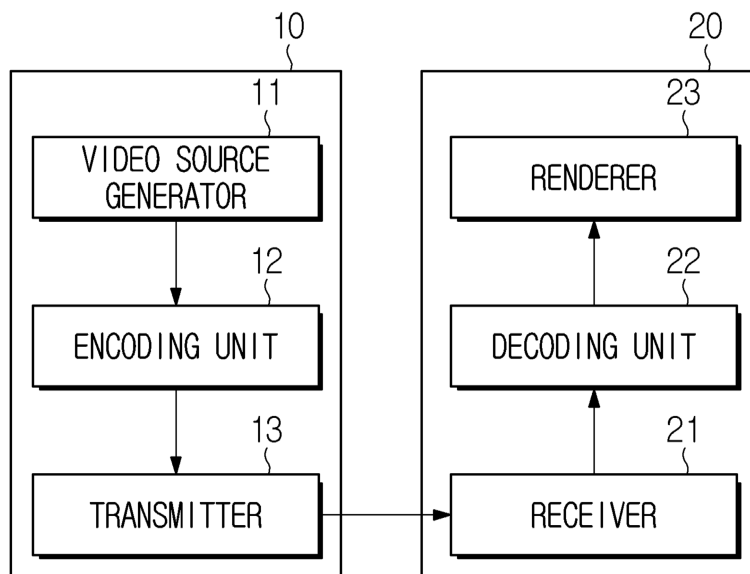 10
11
VIDEO SOURCE
GENERATOR
12
ENCODING UNIT
13
TRANSMITTER
20
23
RENDERER
22
DECODING UNIT
21
RECEIVER